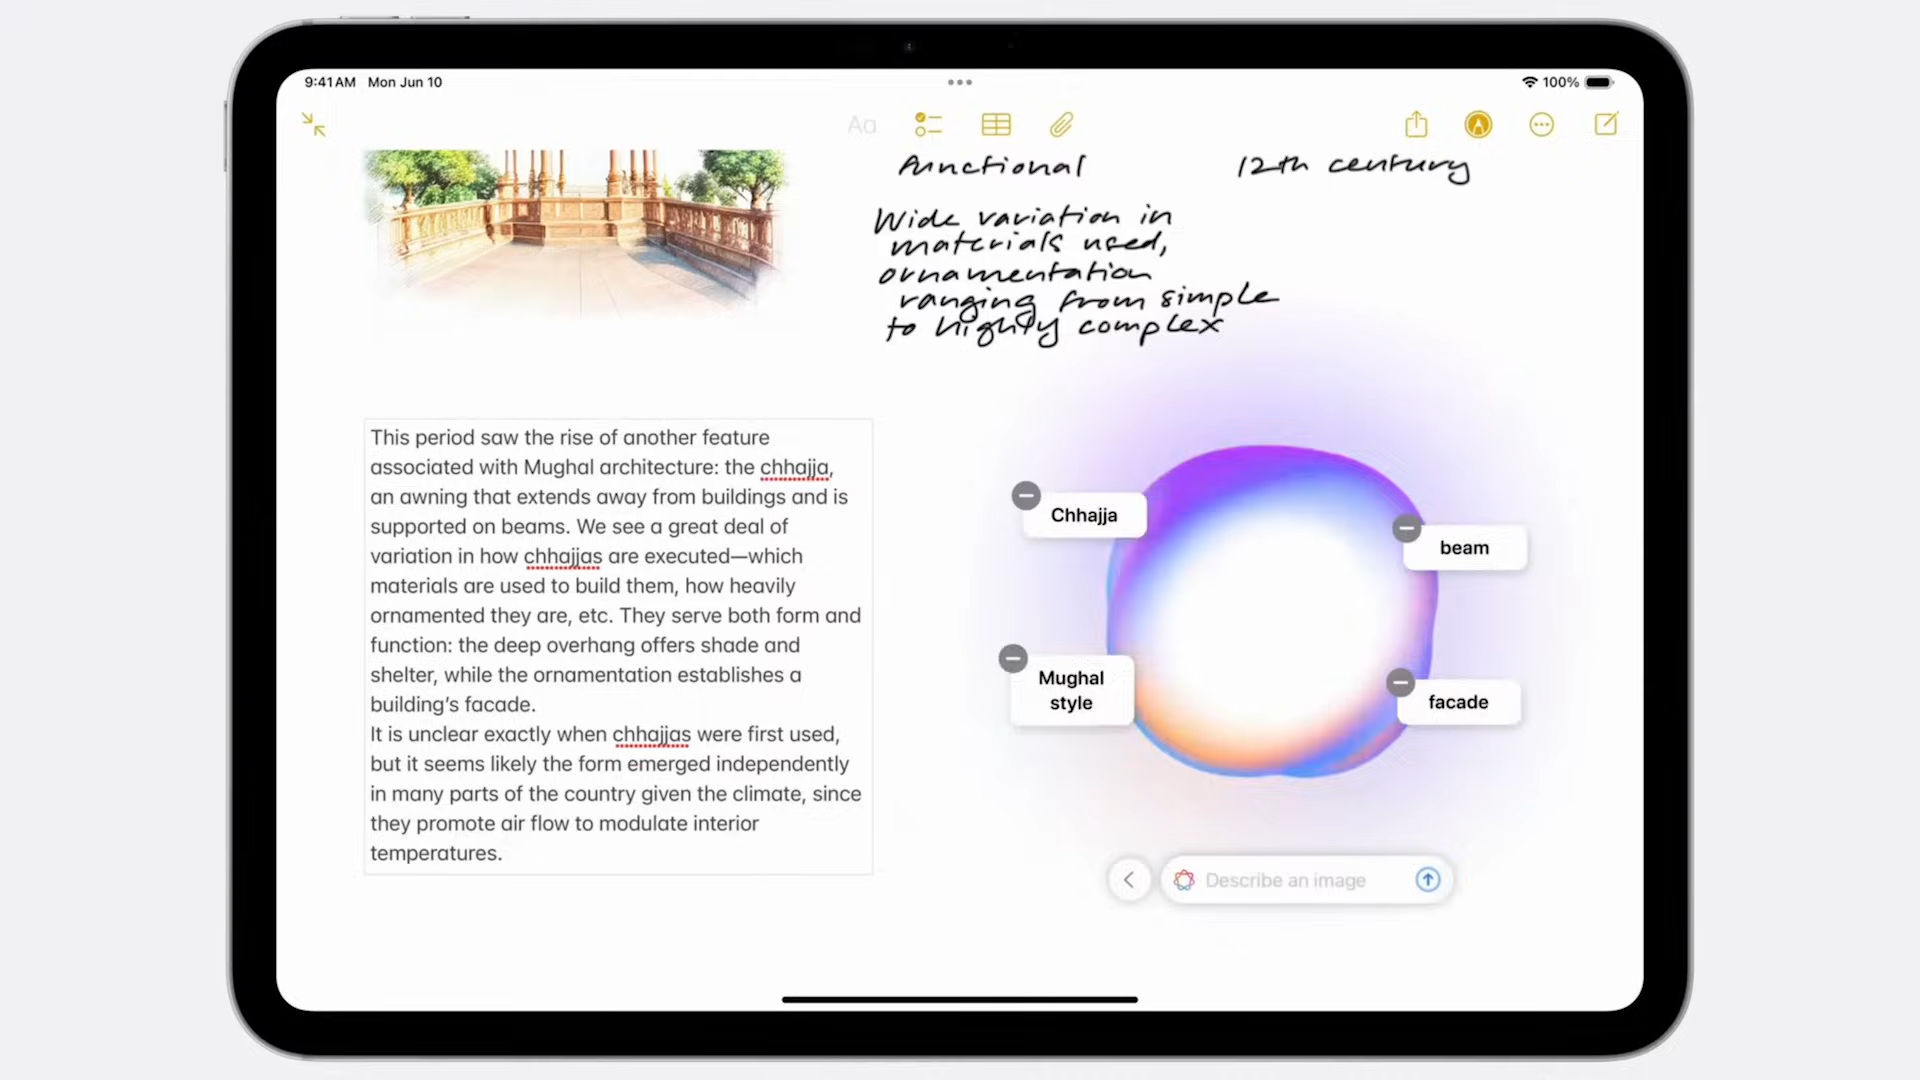 9:41 AM Mon Jun 10
100%
Aa
functional
12th century
Wide variation in
materials used,
ornamentation
ranging from simple
to highly complex
This period saw the rise of another feature
associated with Mughal architecture: the chhajja,
an awning that extends away from buildings and is
supported on beams. We see a great deal of
variation in how chhajjas are executed—which
materials are used to build them, how heavily
ornamented they are, etc. They serve both form and
function: the deep overhang offers shade and
shelter, while the ornamentation establishes a
building’s facade.
It is unclear exactly when chhajjas were first used,
but it seems likely the form emerged independently
in many parts of the country given the climate, since
they promote air flow to modulate interior
temperatures.
Chhajja
beam
Mughal
style
facade
Describe an image